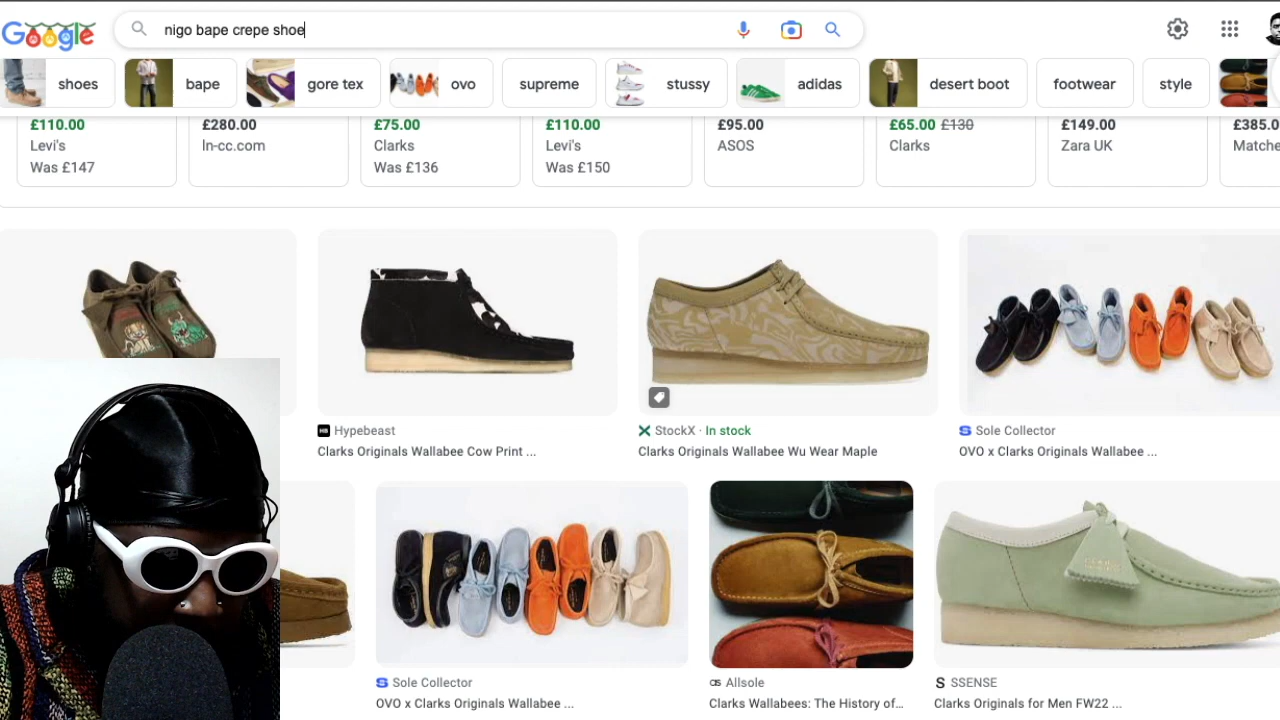 Google
nigo bape crepe shoe
shoes
bape
gore tex
ovo
supreme
stussy
adidas
desert boot
footwear
style
£110.00
Levi's
Was £147
£280.00
ln-cc.com
£75.00
Clarks
Was £136
£110.00
Levi's
Was £150
£95.00
ASOS
£65.00 £130
Clarks
£149.00
Zara UK
£385.0
Matche
HB Hypebeast
Clarks Originals Wallabee Cow Print ...
StockX · In stock
Clarks Originals Wallabee Wu Wear Maple
S Sole Collector
OVO x Clarks Originals Wallabee ...
S Sole Collector
OVO x Clarks Originals Wallabee ...
as Allsole
Clarks Wallabees: The History of...
S SSENSE
Clarks Originals for Men FW22 ...